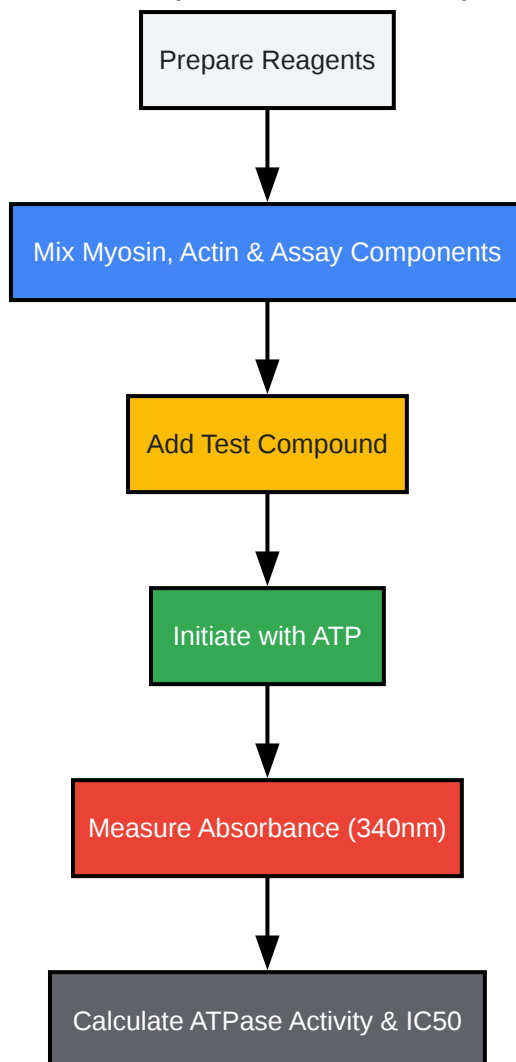 Prepare Reagents
Mix Myosin, Actin & Assay Components
Add Test Compound
Initiate with ATP
Measure Absorbance (340nm)
Calculate ATPase Activity & IC50